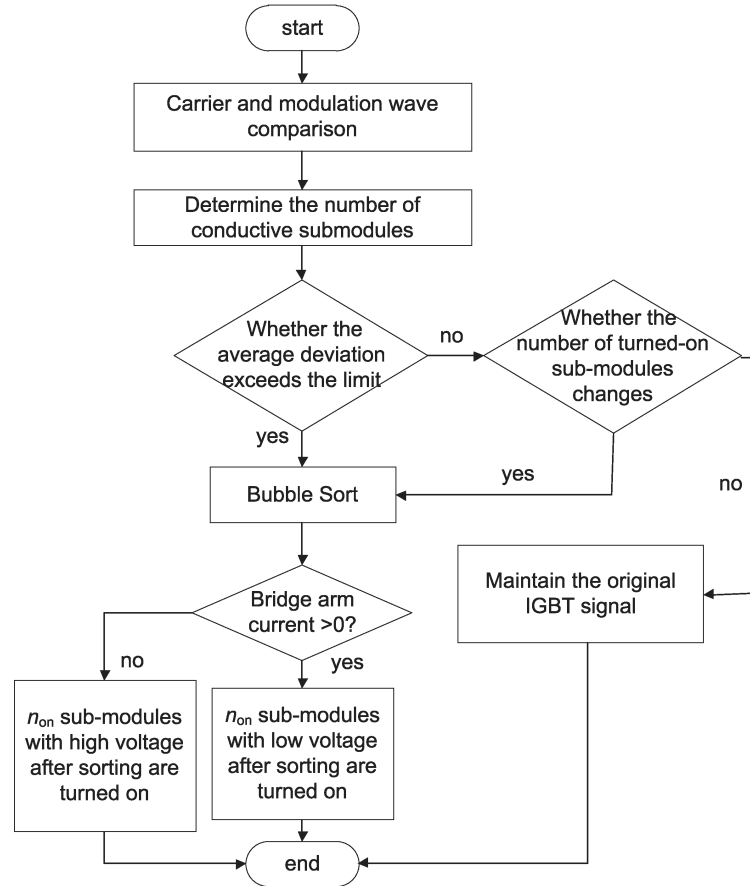 start
Carrier and modulation wave
comparison
Determine the number of
conductive submodules
Whether the
average deviation
exceeds the limit
no
Whether the
number of turned-on
sub-modules
changes
yes
yes
no
Bubble Sort
Maintain the original
IGBT signal
Bridge arm
current >0?
no
yes
non sub-modules
with high voltage
after sorting are
turned on
non sub-modules
with low voltage
after sorting are
turned on
end